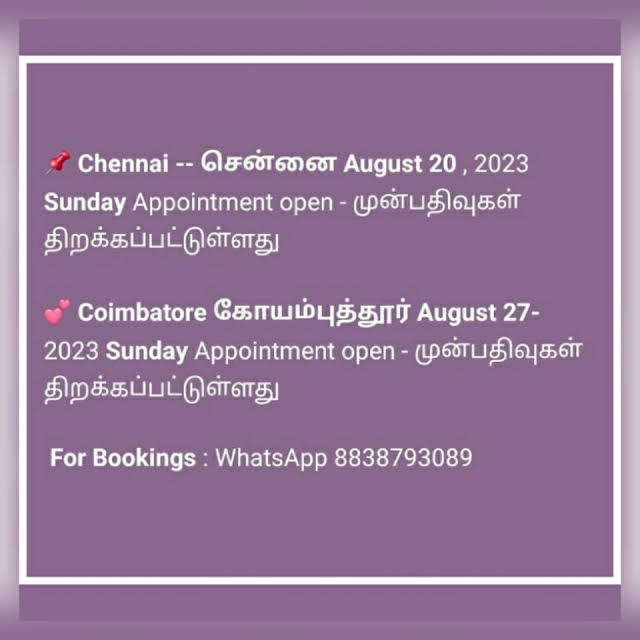 📌 Chennai -- சென்னை August 20 , 2023
Sunday Appointment open - முன்பதிவுகள்
திறக்கப்பட்டுள்ளது
💕 Coimbatore கோயம்புத்தூர் August 27-
2023 Sunday Appointment open - முன்பதிவுகள்
திறக்கப்பட்டுள்ளது
For Bookings : WhatsApp 8838793089